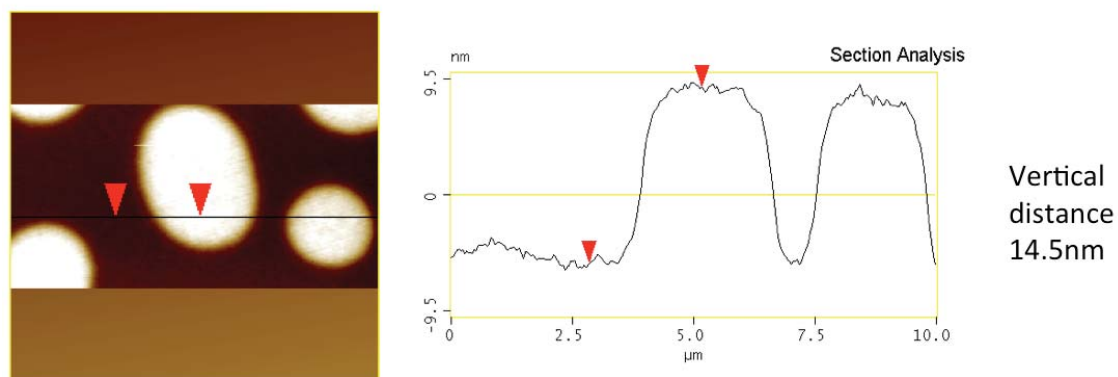 nm
Section Analysis
9.5
0
-9.5
0 2.5 5.0 7.5 10.0
µm
Vertical
distance
14.5nm